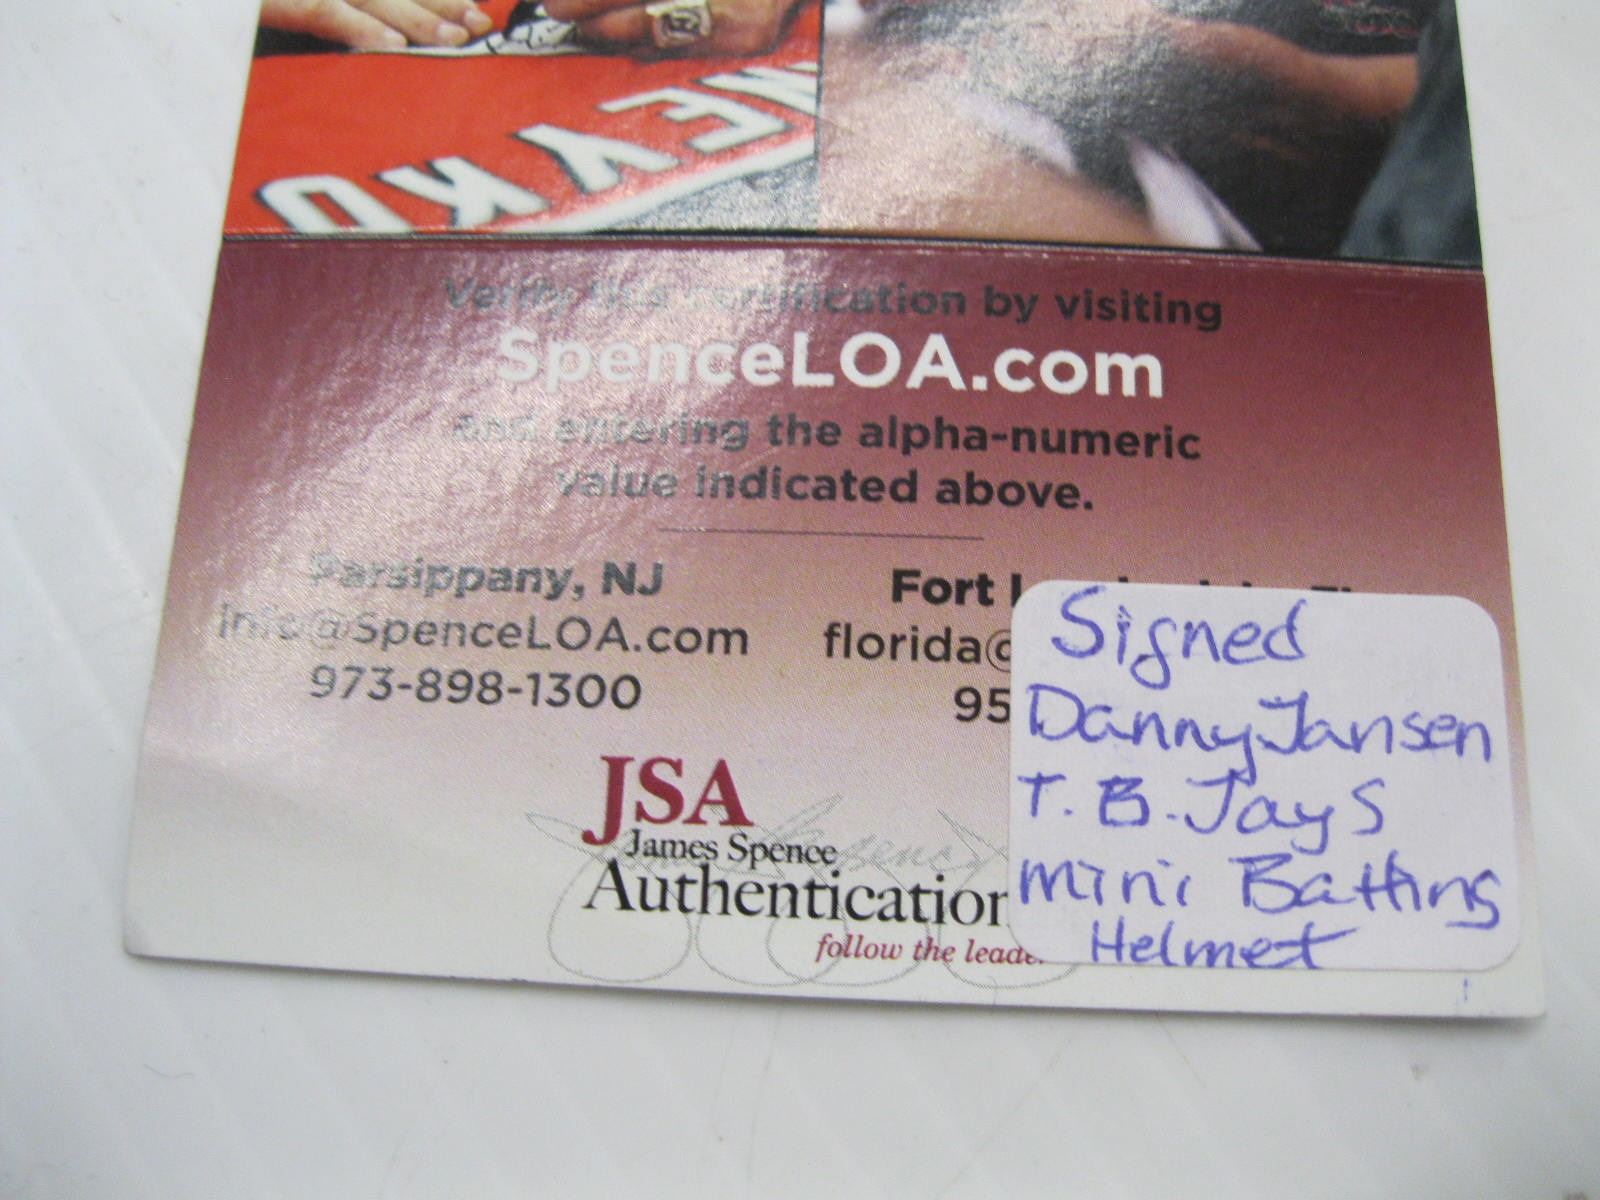 Verify this certification by visiting
SpenceLOA.com
and entering the alpha-numeric
value indicated above.
Parsippany, NJ
info@SpenceLOA.com
973-898-1300
Fort
florida@
95
JSA
James Spence
Authentication
follow the leade
Signed
Danny Jansen
T. B. Jays
mini Batting
Helmet